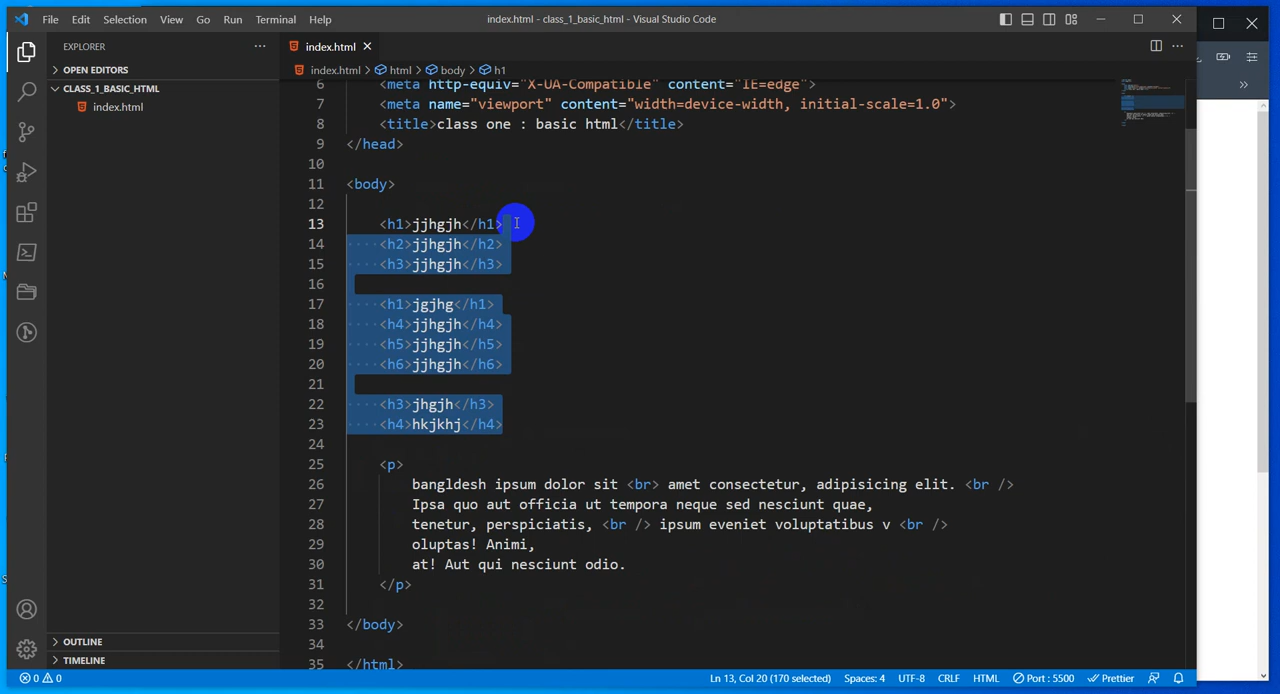 File Edit Selection View Go Run Terminal Help
index.html - class_1_basic_html - Visual Studio Code
EXPLORER
OPEN EDITORS
CLASS_1_BASIC_HTML
index.html
index.html
index.html > html > body > h1
6 <meta http-equiv="X-UA-Compatible" content="IE=edge">
7 <meta name="viewport" content="width=device-width, initial-scale=1.0">
8 <title>class one : basic html</title>
9 </head>
10
11 <body>
12
13 <h1>jjhgjh</h1>
14 <h2>jjhgjh</h2>
15 <h3>jjhgjh</h3>
16
17 <h1>jgjhg</h1>
18 <h4>jjhgjh</h4>
19 <h5>jjhgjh</h5>
20 <h6>jjhgjh</h6>
21
22 <h3>jhgjh</h3>
23 <h4>hkjkhj</h4>
24
25 <p>
26 bangldesh ipsum dolor sit <br> amet consectetur, adipisicing elit. <br />
27 Ipsa quo aut officia ut tempora neque sed nesciunt quae,
28 tenetur, perspiciatis, <br /> ipsum eveniet voluptatibus v <br />
29 oluptas! Animi,
30 at! Aut qui nesciunt odio.
31 </p>
32
33 </body>
34
35 </html>
OUTLINE
TIMELINE
0 0
Ln 13, Col 20 (170 selected) Spaces: 4 UTF-8 CRLF HTML Port : 5500 Prettier